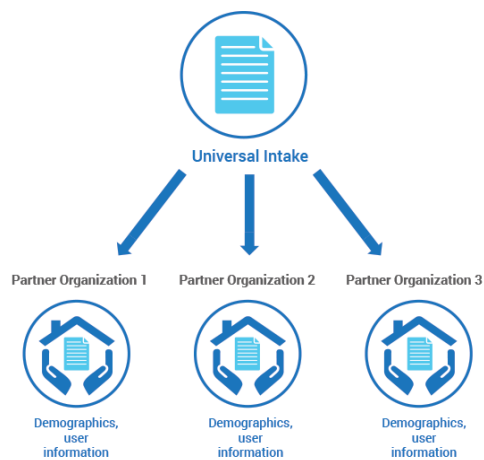 Universal Intake
Partner Organization 1
Partner Organization 2
Partner Organization 3
Demographics,
user
information
Demographics,
user
information
Demographics,
user
information